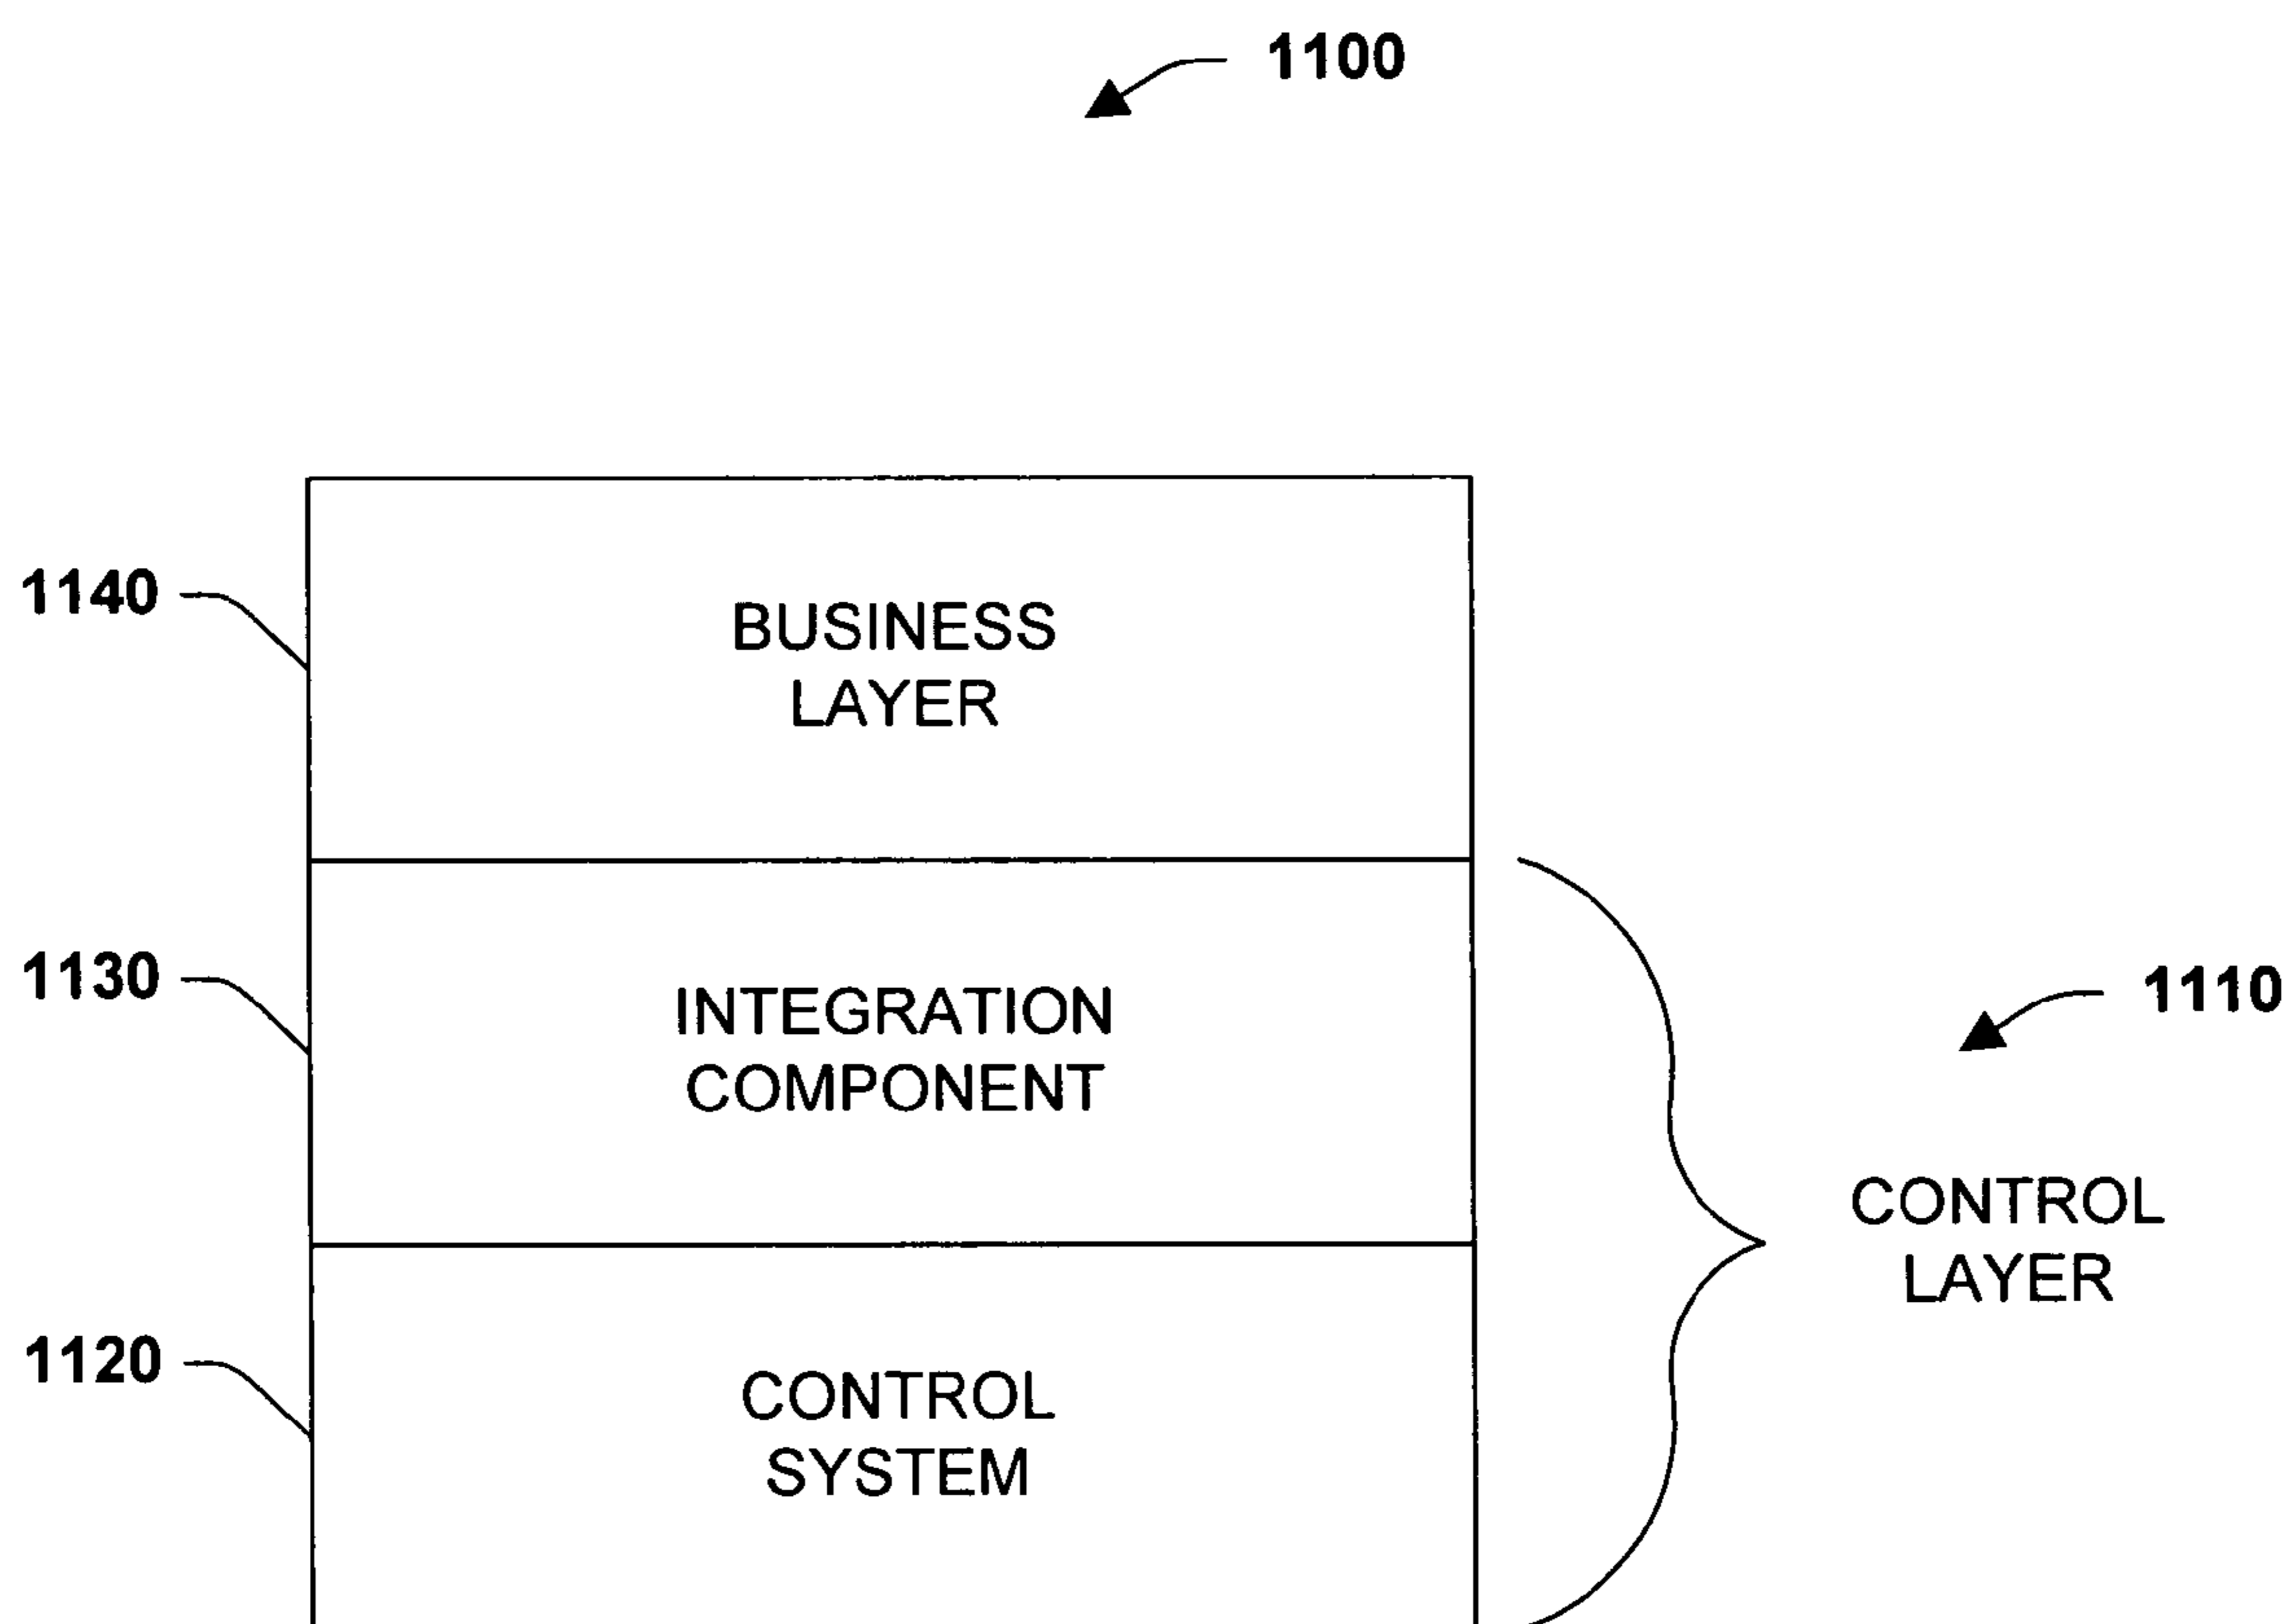 1100
1140
BUSINESS
LAYER
1130
INTEGRATION
COMPONENT
1110
CONTROL
LAYER
1120
CONTROL
SYSTEM